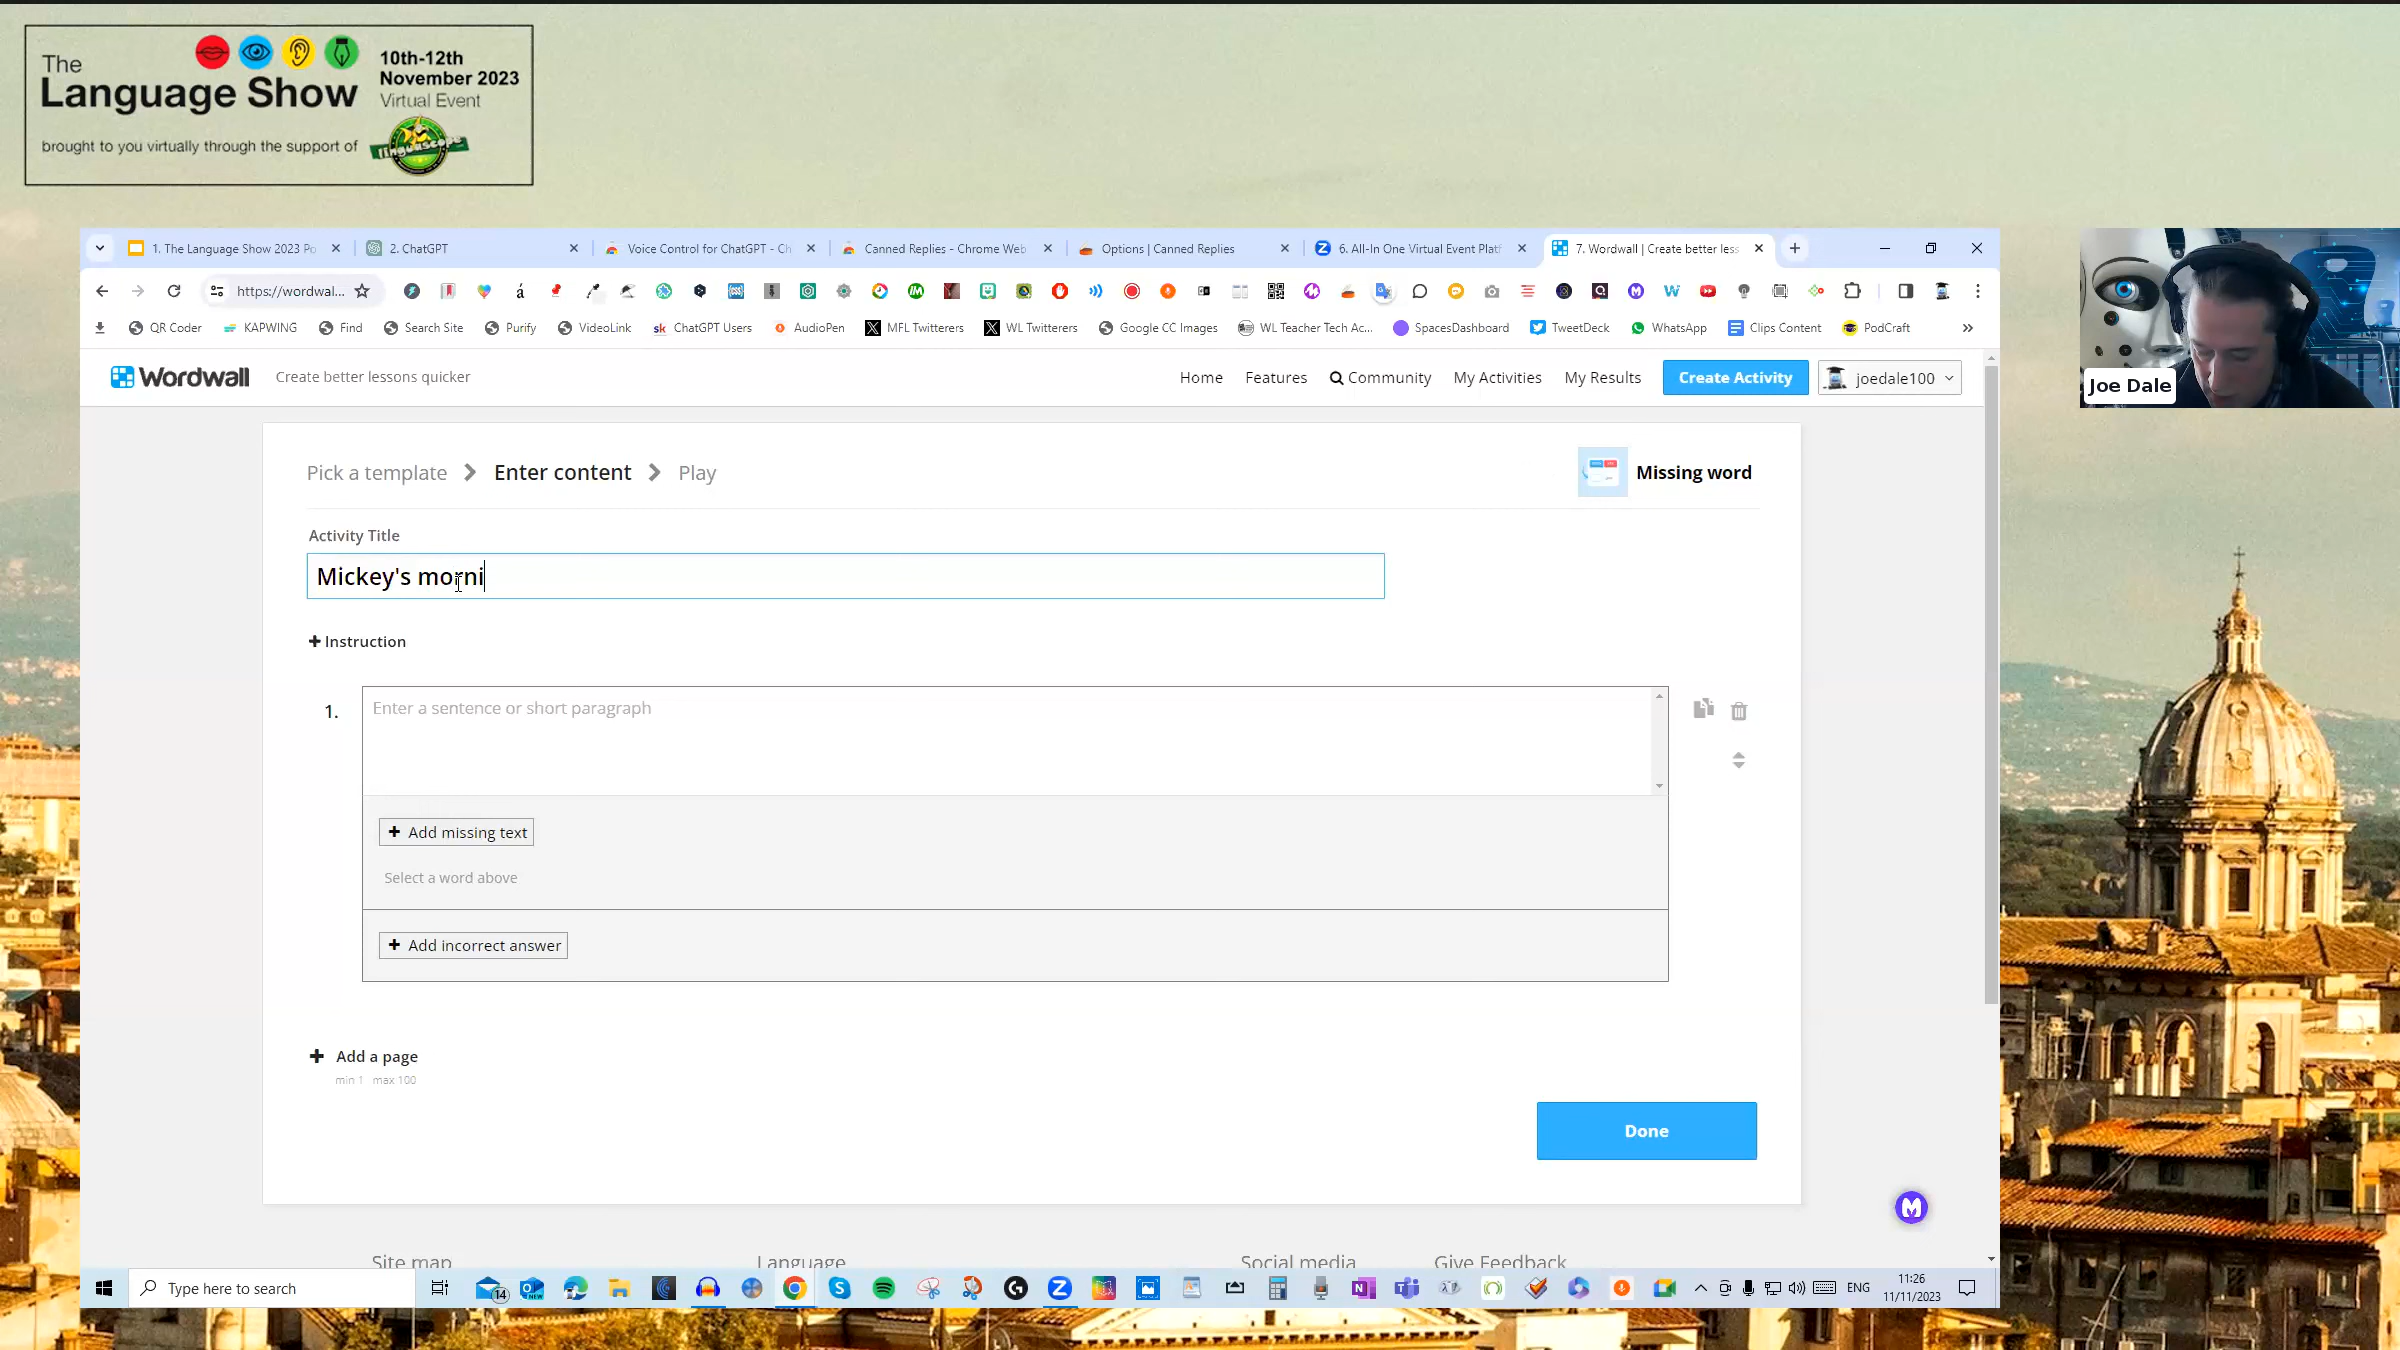 The
Language Show
10th-12th
November 2023
Virtual Event
brought to you virtually through the support of
linguascope
1. The Language Show 2023 Po
2. ChatGPT
Voice Control for ChatGPT - Ch
Canned Replies - Chrome Web
Options | Canned Replies
6. All-In One Virtual Event Platf
7. Wordwall | Create better less
https://wordwal...
QR Coder
KAPWING
Find
Search Site
Purify
VideoLink
ChatGPT Users
AudioPen
MFL Twitterers
WL Twitterers
Google CC Images
WL Teacher Tech Ac...
SpacesDashboard
TweetDeck
WhatsApp
Clips Content
PodCraft
Joe Dale
Wordwall
Create better lessons quicker
Home
Features
Community
My Activities
My Results
Create Activity
joedale100
Pick a template
Enter content
Play
Missing word
Activity Title
Mickey's morni
Instruction
1.
Enter a sentence or short paragraph
Add missing text
Select a word above
Add incorrect answer
Add a page
min 1 max 100
Done
Site map
Language
Social media
Give Feedback
Type here to search
14
ENG
11:26
11/11/2023